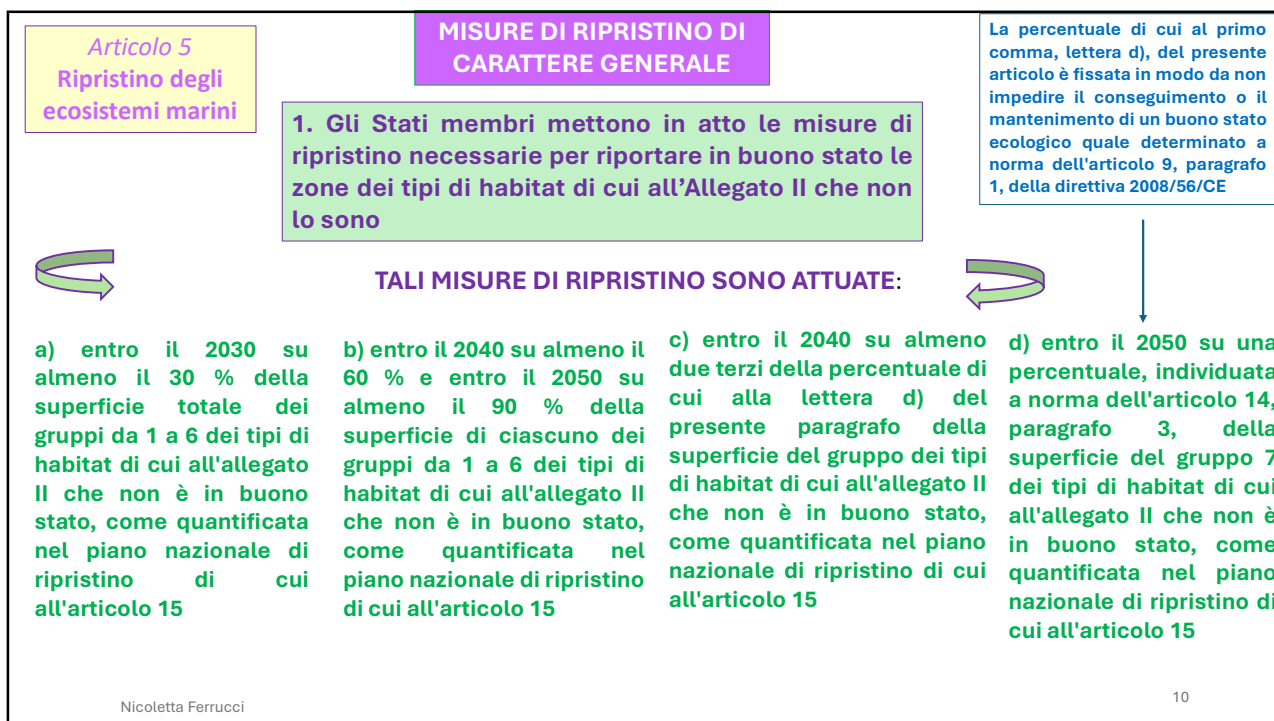 Articolo 5
Ripristino degli
ecosistemi marini
MISURE DI RIPRISTINO DI
CARATTERE GENERALE
La percentuale di cui al primo
comma, lettera d), del presente
articolo è fissata in modo da non
impedire il conseguimento o il
mantenimento di un buono stato
ecologico quale determinato a
norma dell'articolo 9, paragrafo
1, della direttiva 2008/56/CE
1. Gli Stati membri mettono in atto le misure di
ripristino necessarie per riportare in buono stato le
zone dei tipi di habitat di cui all’Allegato II che non
lo sono
TALI MISURE DI RIPRISTINO SONO ATTUATE:
a) entro il 2030 su
almeno il 30 % della
superficie totale dei
gruppi da 1 a 6 dei tipi di
habitat di cui all'allegato
II che non è in buono
stato, come quantificata
nel piano nazionale di
ripristino di cui
all'articolo 15
b) entro il 2040 su almeno il
60 % e entro il 2050 su
almeno il 90 % della
superficie di ciascuno dei
gruppi da 1 a 6 dei tipi di
habitat di cui all'allegato II
che non è in buono stato,
come quantificata nel
piano nazionale di ripristino
di cui all'articolo 15
c) entro il 2040 su almeno
due terzi della percentuale di
cui alla lettera d) del
presente paragrafo della
superficie del gruppo dei tipi
di habitat di cui all'allegato II
che non è in buono stato,
come quantificata nel piano
nazionale di ripristino di cui
all'articolo 15
d) entro il 2050 su una
percentuale, individuata
a norma dell'articolo 14,
paragrafo 3, della
superficie del gruppo 7
dei tipi di habitat di cui
all'allegato II che non è
in buono stato, come
quantificata nel piano
nazionale di ripristino di
cui all'articolo 15
Nicoletta Ferrucci
10